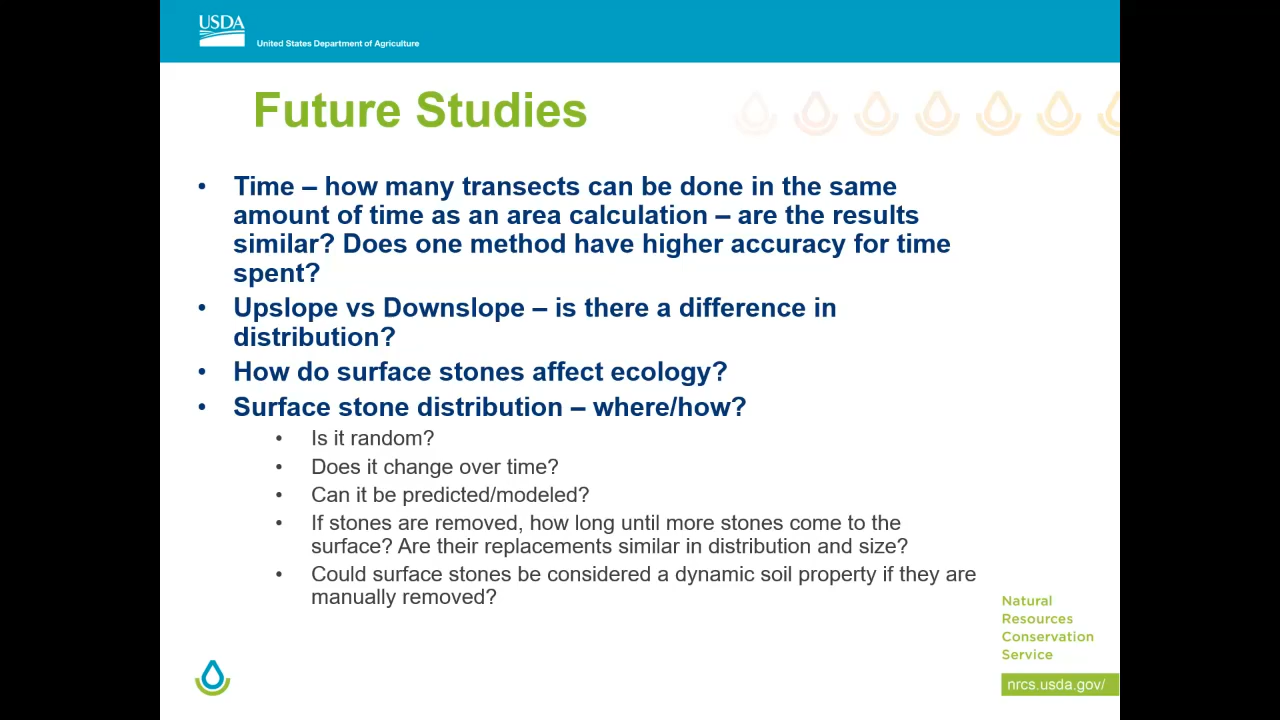 USDA
United States Department of Agriculture
Future Studies
• Time – how many transects can be done in the same
amount of time as an area calculation – are the results
similar? Does one method have higher accuracy for time
spent?
• Upslope vs Downslope – is there a difference in
distribution?
• How do surface stones affect ecology?
• Surface stone distribution – where/how?
• Is it random?
• Does it change over time?
• Can it be predicted/modeled?
• If stones are removed, how long until more stones come to the
surface? Are their replacements similar in distribution and size?
• Could surface stones be considered a dynamic soil property if they are
manually removed?
Natural
Resources
Conservation
Service
nrcs.usda.gov/